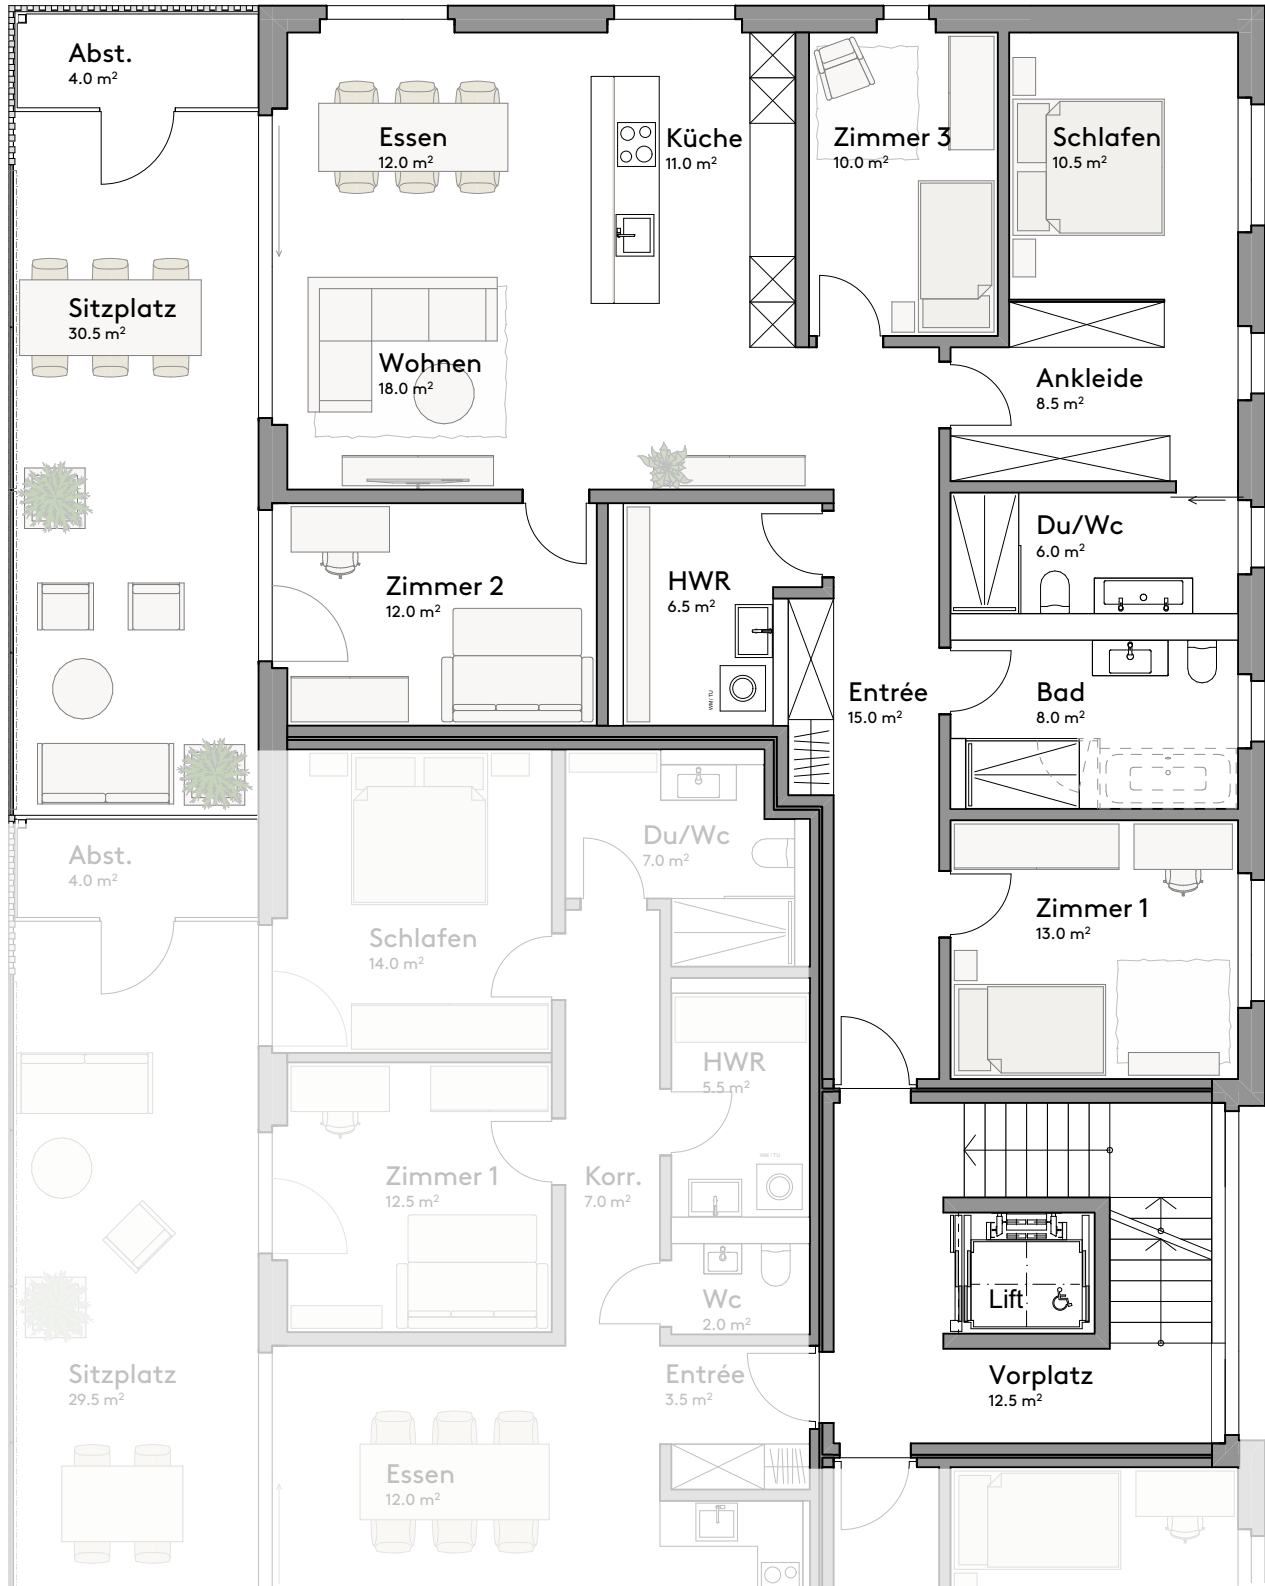 Abst.
4.0 m²
Essen
12.0 m²
Küche
11.0 m²
Zimmer 3
10.0 m²
Schlafen
10.5 m²
Sitzplatz
30.5 m²
Wohnen
18.0 m²
Ankleide
8.5 m²
Du/Wc
6.0 m²
Zimmer 2
12.0 m²
HWR
6.5 m²
WM/TU
Entrée
15.0 m²
Bad
8.0 m²
Abst.
4.0 m²
Du/Wc
7.0 m²
Schlafen
14.0 m²
Zimmer 1
13.0 m²
HWR
5.5 m²
WM/TU
Zimmer 1
12.5 m²
Korr.
7.0 m²
Wc
2.0 m²
Lift
Sitzplatz
29.5 m²
Entrée
3.5 m²
Vorplatz
12.5 m²
Essen
12.0 m²